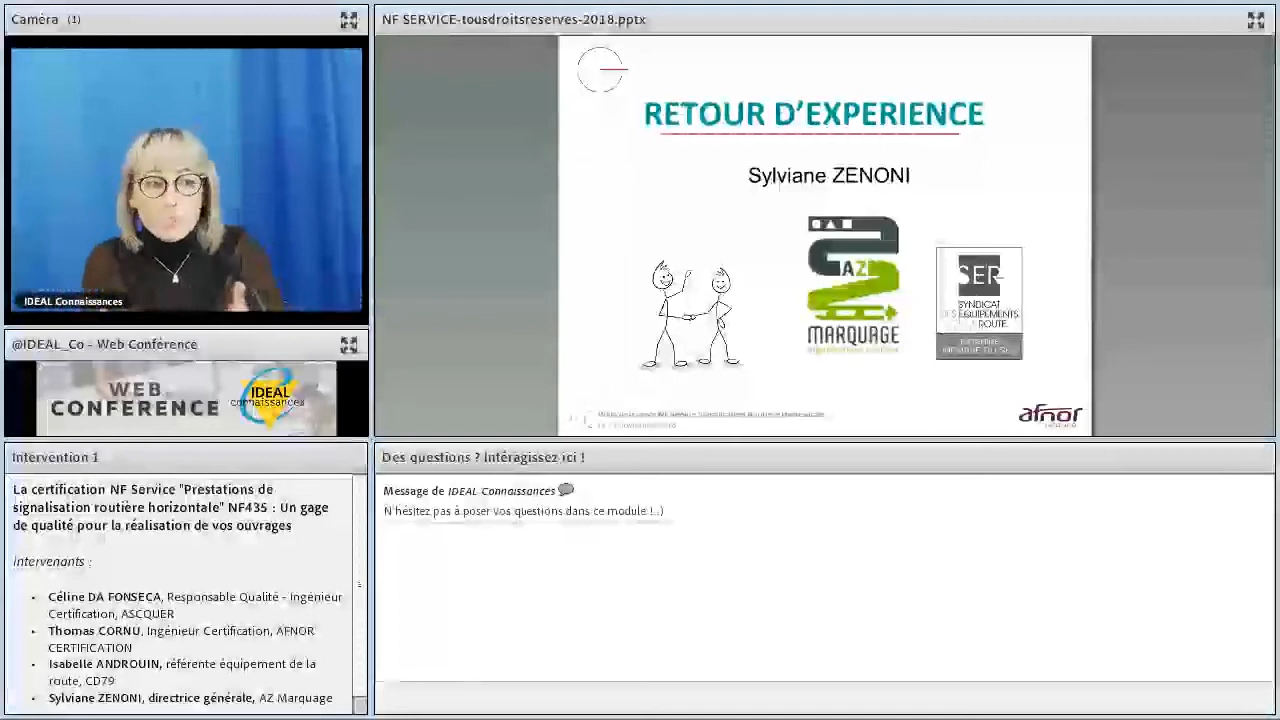 Caméra (1)
IDEAL Connaissances
@IDEAL_Co - Web Conference
WEB
CONFERENCE
IDEAL
connaissances
Intervention 1
La certification NF Service "Prestations de
signalisation routière horizontale" NF435 : Un gage
de qualité pour la réalisation de vos ouvrages
Intervenants :
Céline DA FONSECA, Responsable Qualité - Ingénieur
Certification, ASCQUER
Thomas CORNU, Ingénieur Certification, AFNOR
CERTIFICATION
Isabelle ANDROUIN, référente équipement de la
route, CD79
Sylviane ZENONI, directrice générale, AZ Marquage
NF SERVICE-tousdroitsreserves-2018.pptx
RETOUR D'EXPERIENCE
Sylviane ZENONI
AZ
MARQUAGE
SER
SYNDICAT
DES EQUIPEMENTS
ROUTE
afnor
Des questions ? Intéragissez ici !
Message de IDEAL Connaissances
N'hésitez pas à poser vos questions dans ce module ! :)